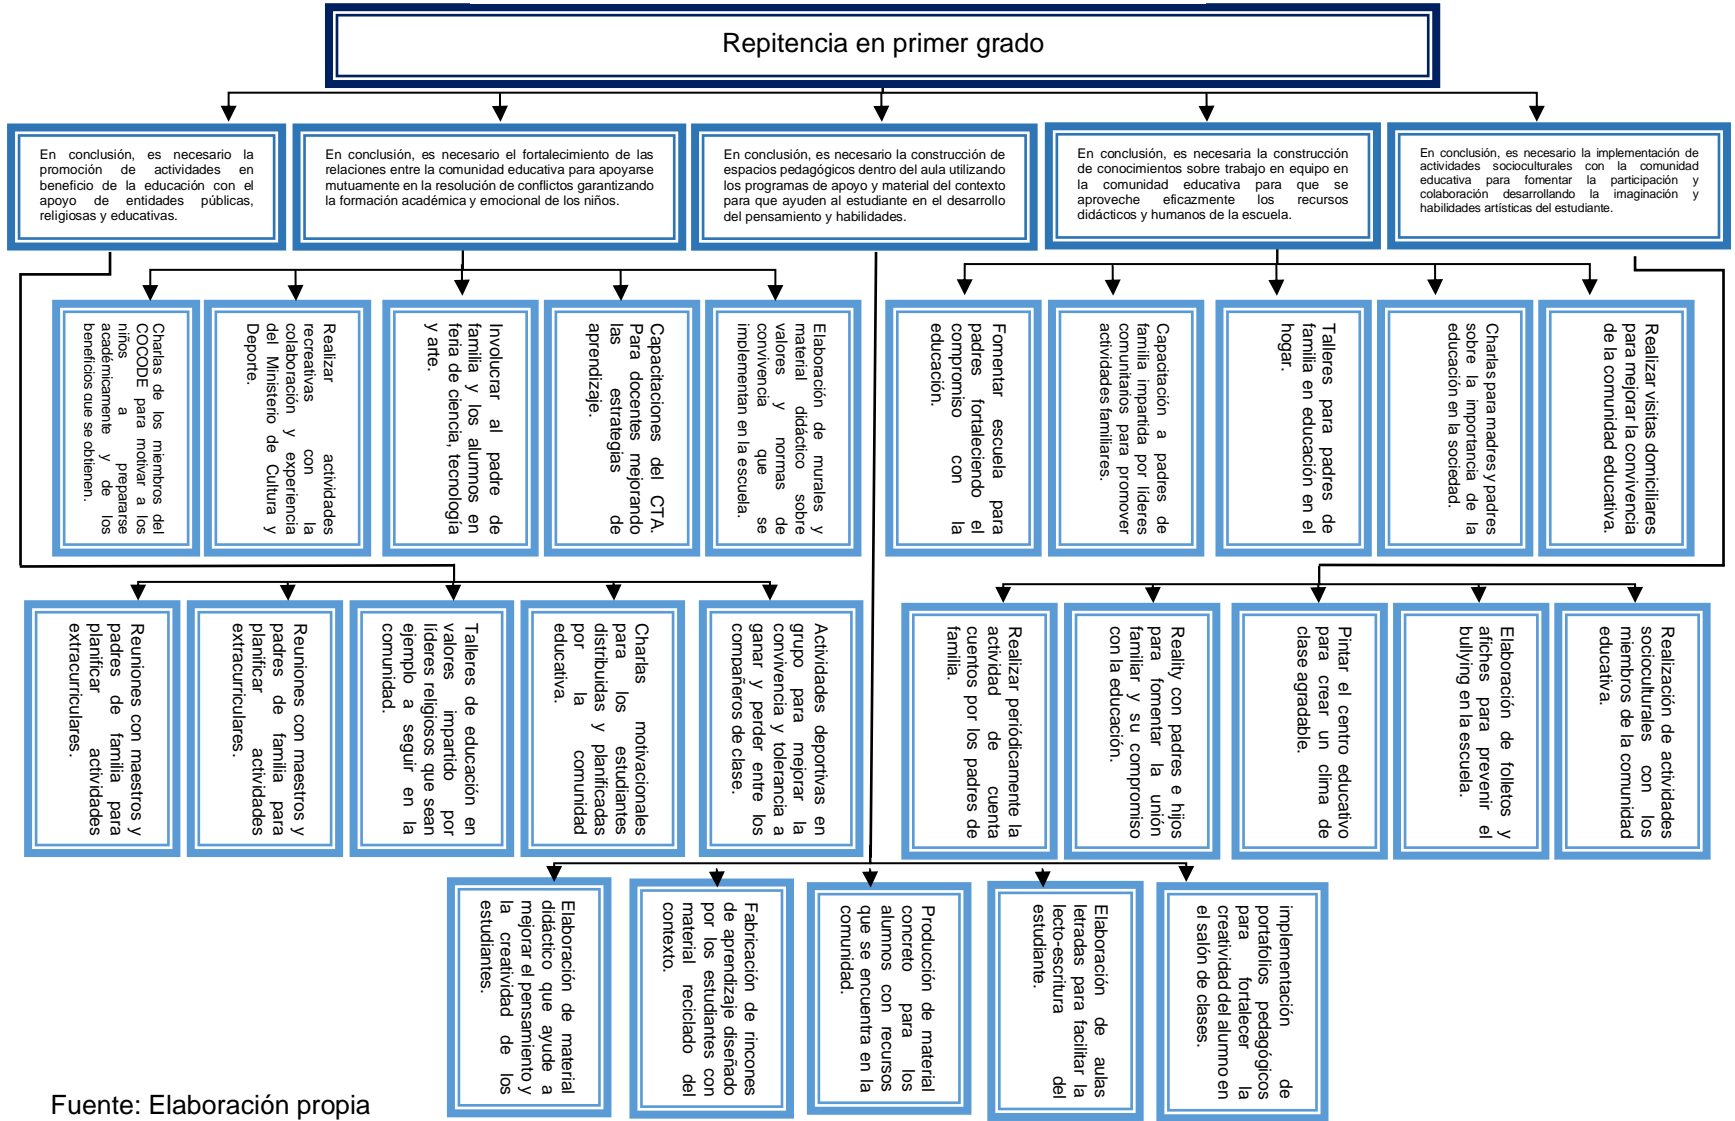 Repitencia en primer grado
En conclusión, es necesario la
promoción de actividades en
beneficio de la educación con el
apoyo de entidades públicas,
religiosas y educativas.
En conclusión, es necesario el fortalecimiento de las
relaciones entre la comunidad educativa para apoyarse
mutuamente en la resolución de conflictos garantizando
la formación académica y emocional de los niños.
En conclusión, es necesario la construcción de
espacios pedagógicos dentro del aula utilizando
los programas de apoyo y material del contexto
para que ayuden al estudiante en el desarrollo
del pensamiento y habilidades.
En conclusión, es necesaria la construcción
de conocimientos sobre trabajo en equipo en
la comunidad educativa para que se
aproveche eficazmente los recursos
didácticos y humanos de la escuela.
En conclusión, es necesario la implementación de
actividades socioculturales con la comunidad
educativa para fomentar la participación y
colaboración desarrollando la imaginación y
habilidades artísticas del estudiante.
Charlas de los miembros del
COCODE para motivar a los
niños a prepararse
académicamente y de los
beneficios que se obtienen.
Realizar actividades
recreativas con la
colaboración y experiencia
del Ministerio de Cultura y
Deporte.
Involucrar al padre de
familia y los alumnos en
feria de ciencia, tecnología
y arte.
Capacitaciones del CTA.
Para docentes mejorando
las estrategias de
aprendizaje.
Elaboración de murales y
material didáctico sobre
valores y normas de
convivencia que se
implementan en la escuela.
Fomentar escuela para
padres fortaleciendo el
compromiso con la
educación.
Capacitación a padres de
familia impartida por líderes
comunitarios para promover
actividades familiares.
Talleres para padres de
familia en educación en el
hogar.
Charlas para madres y padres
sobre la importancia de la
educación en la sociedad.
Realizar visitas domiciliares
para mejorar la convivencia
de la comunidad educativa.
Reuniones con maestros y
padres de familia para
planificar actividades
extracurriculares.
Reuniones con maestros y
padres de familia para
planificar actividades
extracurriculares.
Talleres de educación en
valores impartido por
líderes religiosos que sean
ejemplo a seguir en la
comunidad.
Charlas motivacionales
para los estudiantes
distribuidas y planificadas
por la comunidad
educativa.
Actividades deportivas en
grupo para mejorar la
convivencia y tolerancia a
ganar y perder entre los
compañeros de clase.
Realizar periódicamente la
actividad de cuenta
cuentos por los padres de
familia.
Reality con padres e hijos
para fomentar la unión
familiar y su compromiso
con la educación.
Pintar el centro educativo
para crear un clima de
clase agradable.
Elaboración de folletos y
afiches para prevenir el
bullying en la escuela.
Realización de actividades
socioculturales con los
miembros de la comunidad
educativa.
Elaboración de material
didáctico que ayude a
mejorar el pensamiento y
la creatividad de los
estudiantes.
Fabricación de rincones
de aprendizaje diseñado
por los estudiantes con
material reciclado del
contexto.
Producción de material
concreto para los
alumnos con recursos
que se encuentra en la
comunidad.
Elaboración de aulas
letradas para facilitar la
lecto-escritura del
estudiante.
implementación de
portafolios pedagógicos
para fortalecer la
creatividad del alumno en
el salón de clases.
Fuente: Elaboración propia